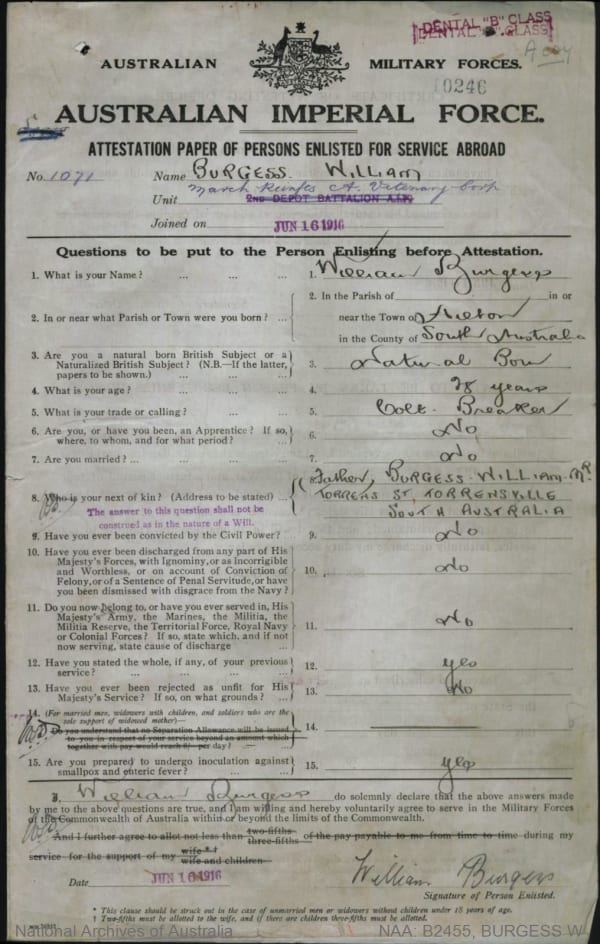 DENTAL "B" CLASS
DENTAL "A" CLASS
A coy
AUSTRALIAN MILITARY FORCES.
10246
AUSTRALIAN IMPERIAL FORCE.
ATTESTATION PAPER OF PERSONS ENLISTED FOR SERVICE ABROAD
No. 1071 Name BURGESS. WILLIAM
Unit March Reinfts A. Vetenary Corp
2ND DEPOT BATTALION A.I.F.
Joined on JUN 16 1916
Questions to be put to the Person Enlisting before Attestation.
1. What is your Name? ... ... ... 1. William Burgess
2. In or near what Parish or Town were you born? ... 2. In the Parish of in or
near the Town of
in the County of South Australia
3. Are you a natural born British Subject or a
Naturalized British Subject? (N.B.—If the latter,
papers to be shown.) ... ... 3. Natural Born
4. What is your age? ... ... ... 4. 28 years
5. What is your trade or calling? ... ... 5. Colt Breaker
6. Are you, or have you been, an Apprentice? If so,
where, to whom, and for what period? ... 6. No
7. Are you married? ... ... ... ... 7. No
8. Who is your next of kin? (Address to be stated) 8. Father, BURGESS WILLIAM Mr
TORRENS ST, TORRENSVILLE
SOUTH AUSTRALIA
The answer to this question shall not be
construed as in the nature of a Will.
9. Have you ever been convicted by the Civil Power? 9. No
10. Have you ever been discharged from any part of His
Majesty's Forces, with Ignominy, or as Incorrigible
and Worthless, or on account of Conviction of
Felony, or of a Sentence of Penal Servitude, or have
you been dismissed with disgrace from the Navy? 10. No
11. Do you now belong to, or have you ever served in, His
Majesty's Army, the Marines, the Militia, the
Militia Reserve, the Territorial Force, Royal Navy
or Colonial Forces? If so, state which, and if not
now serving, state cause of discharge ... 11. No
12. Have you stated the whole, if any, of your previous
service? ... ... ... ... 12. yes
13. Have you ever been rejected as unfit for His
Majesty's Service? If so, on what grounds? ... 13. No
14. (For married men, widowers with children, and soldiers who are the
sole support of widowed mother)—
Do you understand that no Separation Allowance will be issued
to you in respect of your service beyond an amount which
together with pay would reach 8/- per day? ... 14.
15. Are you prepared to undergo inoculation against
smallpox and enteric fever? ... ... 15. yes
I, William Burgess do solemnly declare that the above answers made
by me to the above questions are true, and I am willing and hereby voluntarily agree to serve in the Military Forces
of the Commonwealth of Australia within or beyond the limits of the Commonwealth.
And I further agree to allot not less than two-fifths three-fifths of the pay payable to me from time to time during my
service for the support of my wife * † wife and children
Date JUN 16 1916 William Burgess
Signature of Person Enlisted.
* This clause should be struck out in the case of unmarried men or widowers without children under 18 years of age.
† Two-fifths must be allotted to the wife, and if there are children three-fifths must be allotted.
National Archives of Australia NAA: B2455, BURGESS W